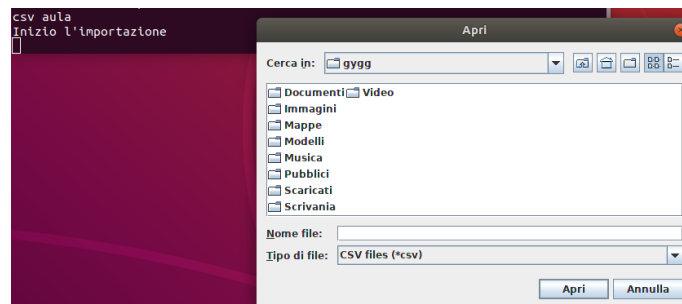 csv aula
Inizio l'importazione
Apri
Cerca in: gygg
Documenti Video
Immagini
Mappe
Modelli
Musica
Pubblici
Scaricati
Scrivania
Nome file:
Tipo di file: CSV files (*csv)
Apri Annulla